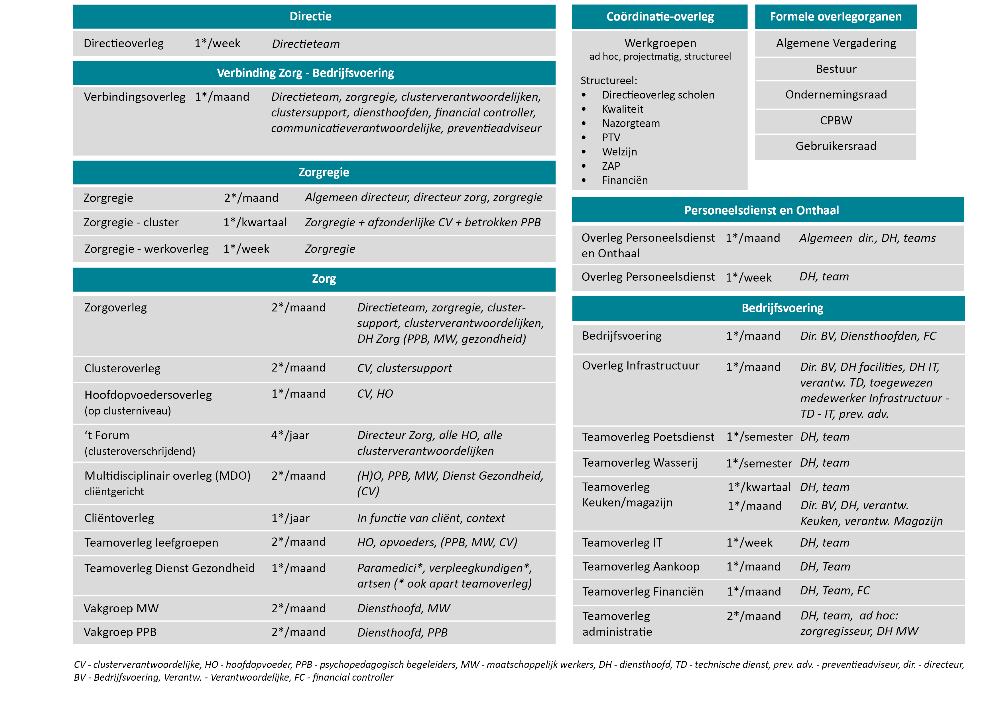 Directie
Directieoverleg 1*/week Directieteam
Verbinding Zorg - Bedrijfsvoering
Verbindingsoverleg 1*/maand Directieteam, zorgregie, clusterverantwoordelijken,
clustersupport, diensthoofden, financial controller,
communicatieverantwoordelijke, preventieadviseur
Zorgregie
Zorgregie 2*/maand Algemeen directeur, directeur zorg, zorgregie
Zorgregie - cluster 1*/kwartaal Zorgregie + afzonderlijke CV + betrokken PPB
Zorgregie - werkoverleg 1*/week Zorgregie
Zorg
Zorgoverleg 2*/maand Directieteam, zorgregie, cluster-
support, clusterverantwoordelijken,
DH Zorg (PPB, MW, gezondheid)
Clusteroverleg 2*/maand CV, clustersupport
Hoofdopvoedersoverleg 1*/maand CV, HO
(op clusterniveau)
‘t Forum 4*/jaar Directeur Zorg, alle HO, alle
(clusteroverschrijdend) clusterverantwoordelijken
Multidisciplinair overleg (MDO) 2*/maand (H)O, PPB, MW, Dienst Gezondheid,
cliëntgericht (CV)
Cliëntoverleg 1*/jaar In functie van cliënt, context
Teamoverleg leefgroepen 2*/maand HO, opvoeders, (PPB, MW, CV)
Teamoverleg Dienst Gezondheid 1*/maand Paramedici*, verpleegkundigen*,
artsen (* ook apart teamoverleg)
Vakgroep MW 2*/maand Diensthoofd, MW
Vakgroep PPB 2*/maand Diensthoofd, PPB
Coördinatie-overleg
Werkgroepen
ad hoc, projectmatig, structureel
Structureel:
• Directieoverleg scholen
• Kwaliteit
• Nazorgteam
• PTV
• Welzijn
• ZAP
• Financiën
Formele overlegorganen
Algemene Vergadering
Bestuur
Ondernemingsraad
CPBW
Gebruikersraad
Personeelsdienst en Onthaal
Overleg Personeelsdienst 1*/maand Algemeen dir., DH, teams
en Onthaal
Overleg Personeelsdienst 1*/week DH, team
Bedrijfsvoering
Bedrijfsvoering 1*/maand Dir. BV, Diensthoofden, FC
Overleg Infrastructuur 1*/maand Dir. BV, DH facilities, DH IT,
verantw. TD, toegewezen
medewerker Infrastructuur -
TD - IT, prev. adv.
Teamoverleg Poetsdienst 1*/semester DH, team
Teamoverleg Wasserij 1*/semester DH, team
Teamoverleg 1*/kwartaal DH, team
Keuken/magazijn 1*/maand Dir. BV, DH, verantw.
Keuken, verantw. Magazijn
Teamoverleg IT 1*/week DH, team
Teamoverleg Aankoop 1*/maand DH, Team
Teamoverleg Financiën 1*/maand DH, Team, FC
Teamoverleg 2*/maand DH, team, ad hoc:
administratie zorgregisseur, DH MW
CV - clusterverantwoordelijke, HO - hoofdopvoeder, PPB - psychopedagogisch begeleiders, MW - maatschappelijk werkers, DH - diensthoofd, TD - technische dienst, prev. adv. - preventieadviseur, dir. - directeur,
BV - Bedrijfsvoering, Verantw. - Verantwoordelijke, FC - financial controller